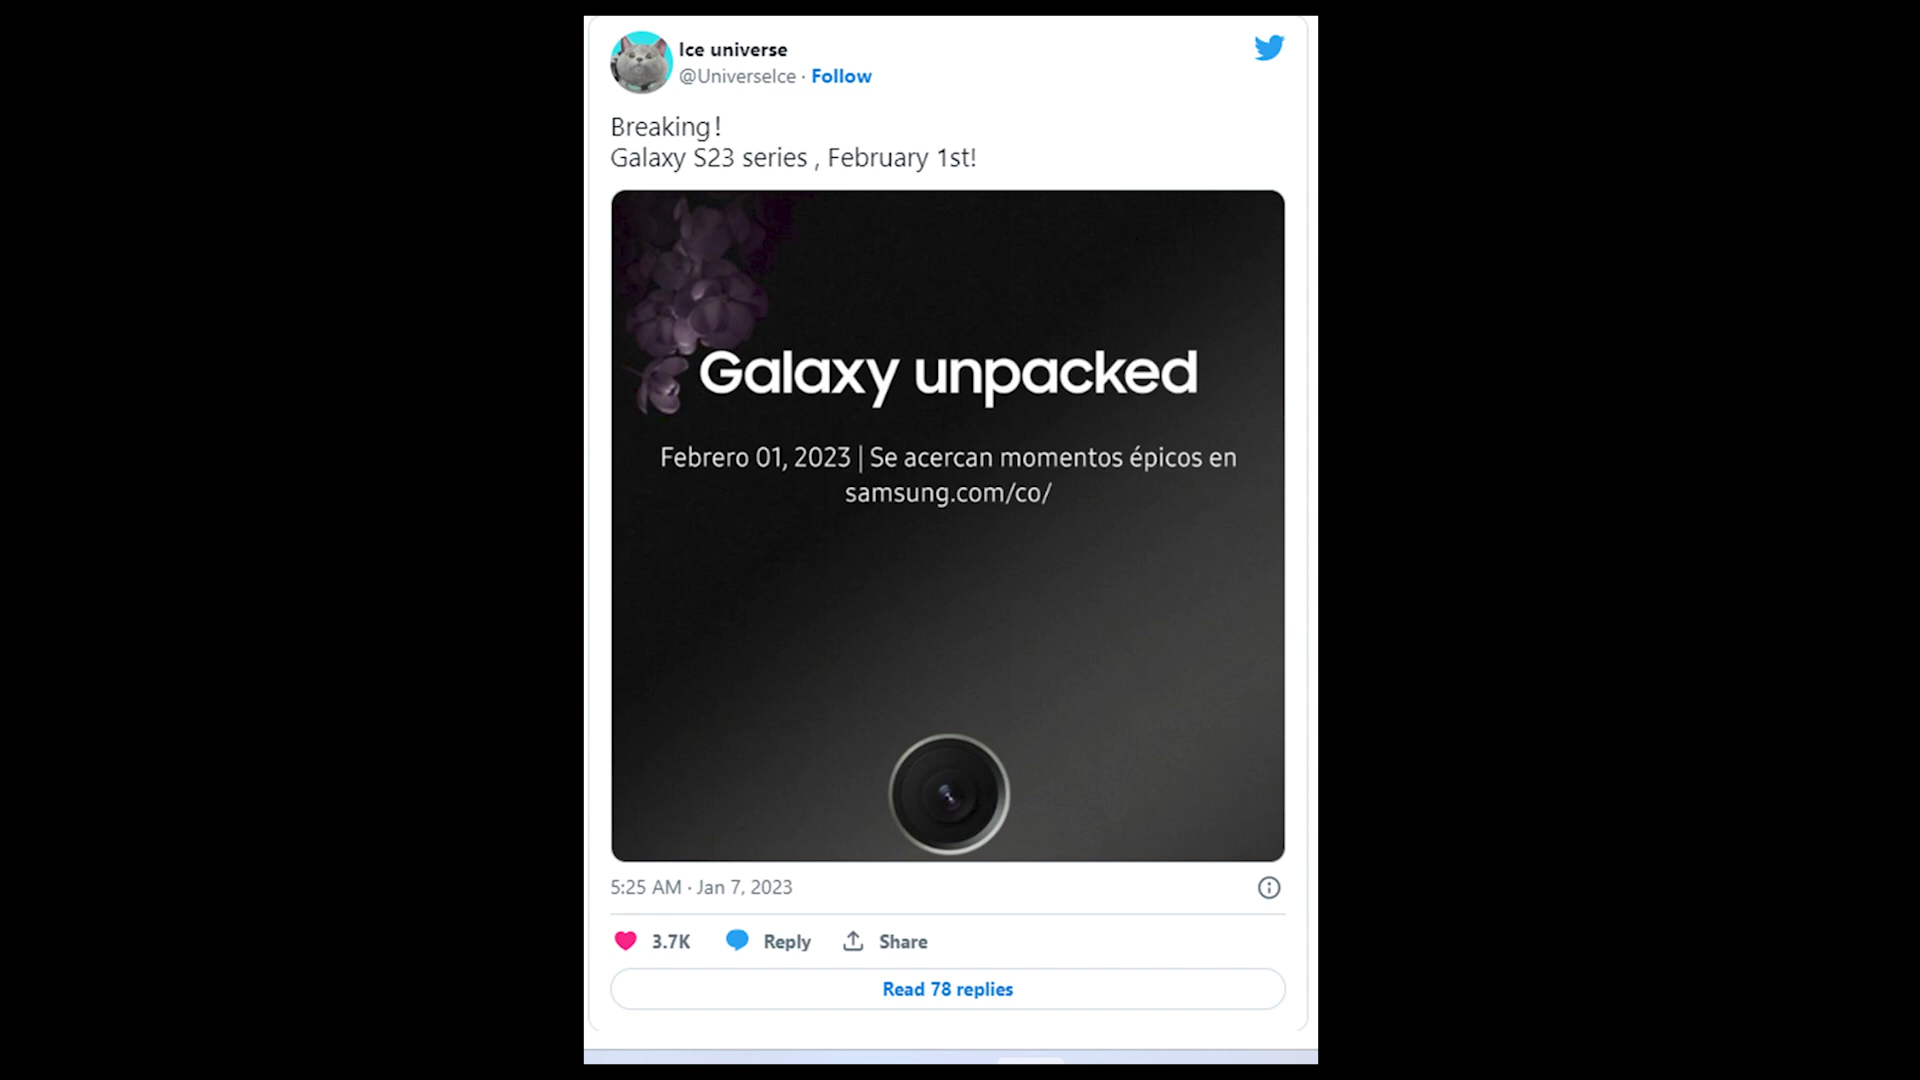 Ice universe
@UniverseIce · Follow
Breaking!
Galaxy S23 series , February 1st!
Galaxy unpacked
Febrero 01, 2023 | Se acercan momentos épicos en
samsung.com/co/
5:25 AM · Jan 7, 2023
3.7K Reply Share
Read 78 replies